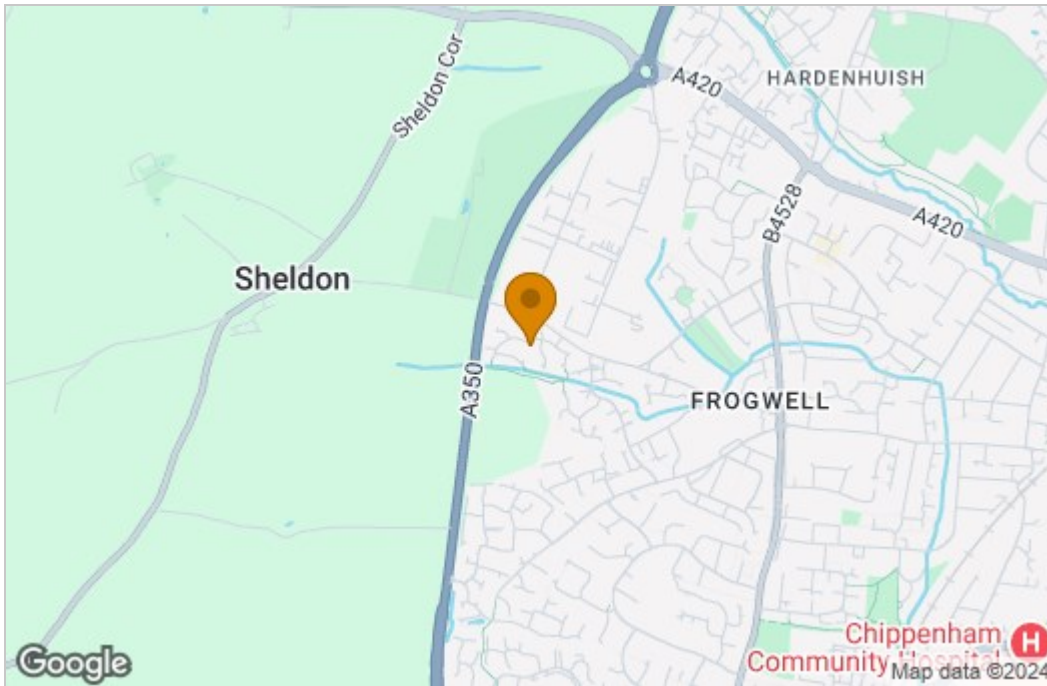 A420
HARDENHUISH
Sheldon Cor
B4528
A420
Sheldon
A350
FROGWELL
Chippenham
Community Hospital
Google
Map data ©2024